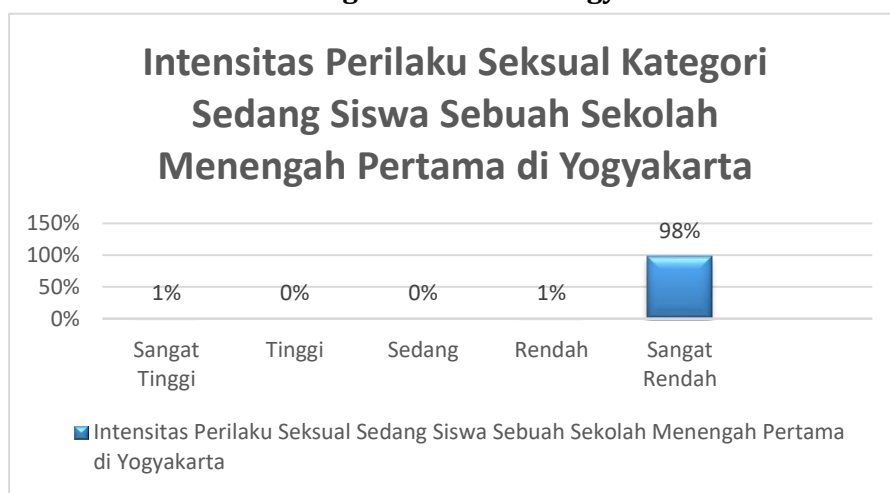 Intensitas Perilaku Seksual Kategori
Sedang Siswa Sebuah Sekolah
Menengah Pertama di Yogyakarta
150%
100%
50%
0%
1%
0%
0%
1%
98%
Sangat
Tinggi
Tinggi
Sedang
Rendah
Sangat
Rendah
Intensitas Perilaku Seksual Sedang Siswa Sebuah Sekolah Menengah Pertama
di Yogyakarta